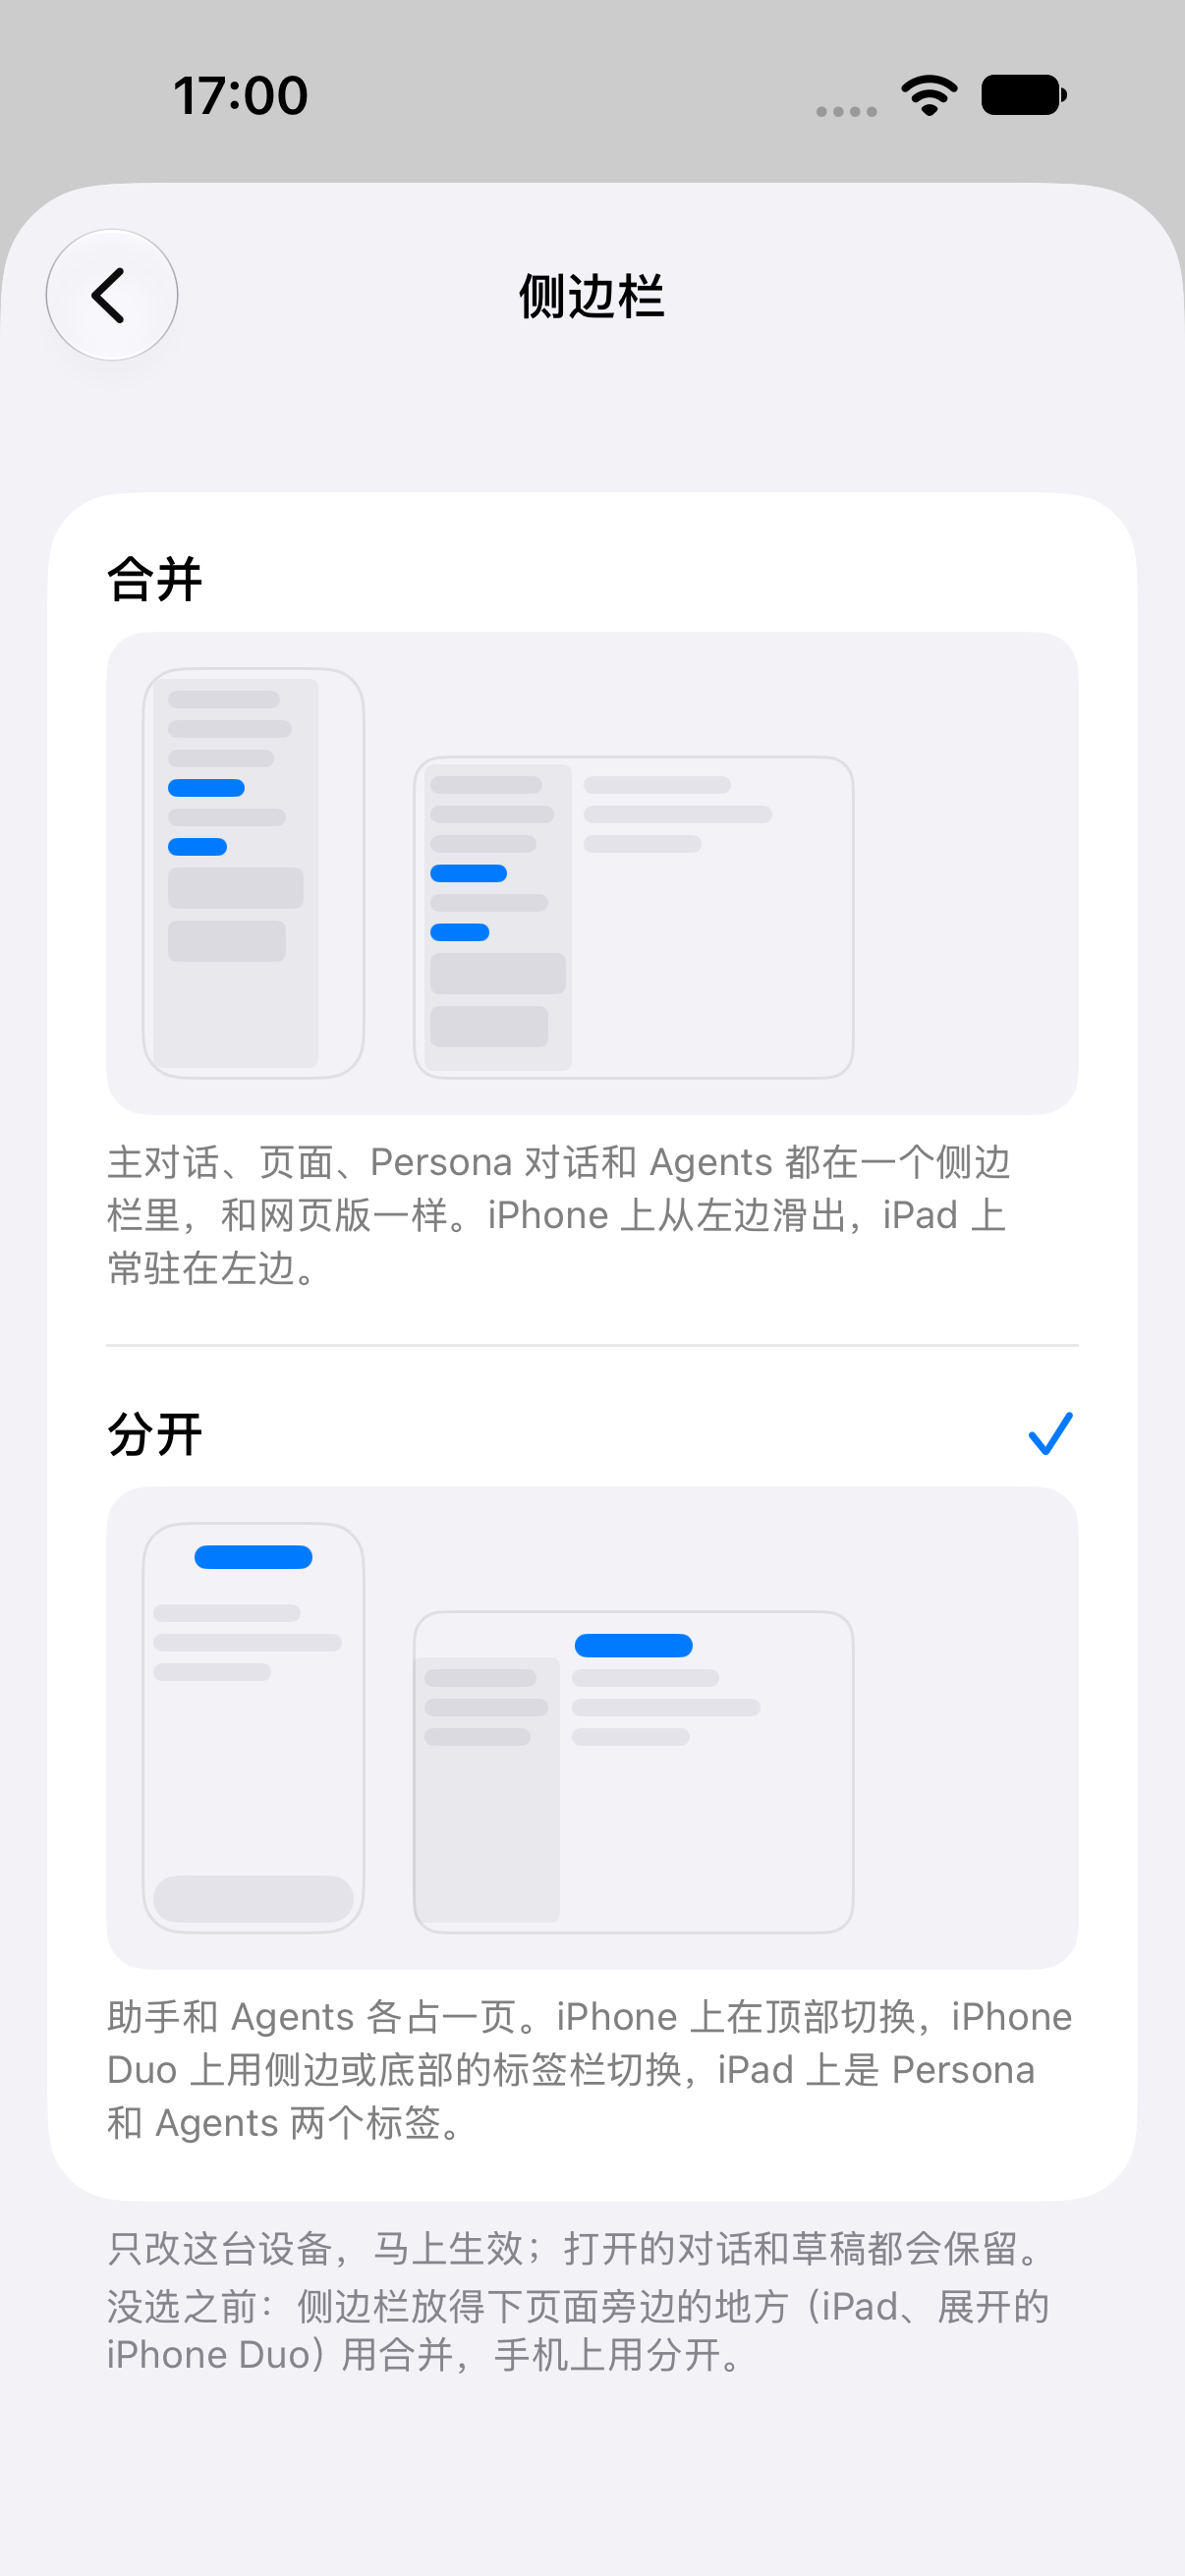 17:00
侧边栏
合并
主对话、页面、Persona 对话和 Agents 都在一个侧边
栏里，和网页版一样。iPhone 上从左边滑出，iPad 上
常驻在左边。
分开
助手和 Agents 各占一页。iPhone 上在顶部切换，iPhone
Duo 上用侧边或底部的标签栏切换，iPad 上是 Persona
和 Agents 两个标签。
只改这台设备，马上生效；打开的对话和草稿都会保留。
没选之前：侧边栏放得下页面旁边的地方（iPad、展开的
iPhone Duo）用合并，手机上用分开。